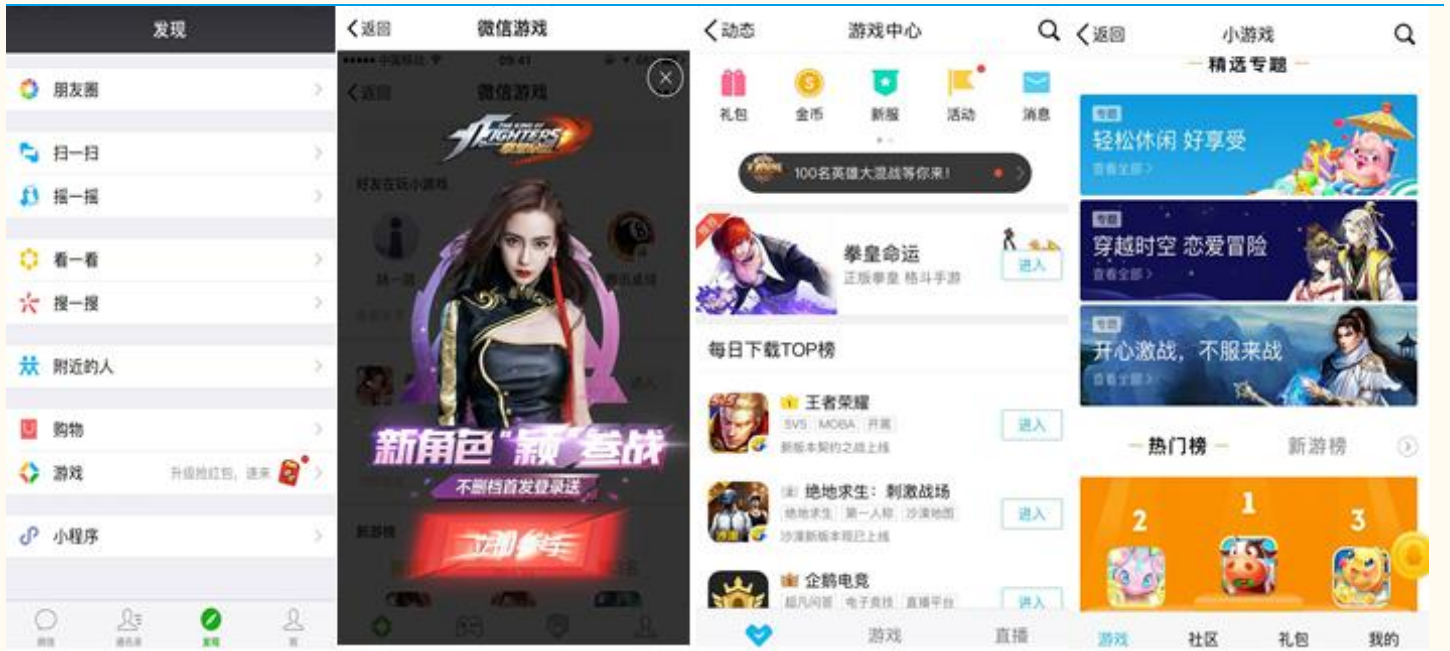 发现
朋友圈
扫一扫
摇一摇
看一看
搜一搜
附近的人
购物
游戏
升级抢红包，速来
小程序
发现
我
返回
微信游戏
09:41
返回
微信游戏
THE KING OF
FIGHTERS
好友在玩小游戏
新角色“颖”参战
不删档首发登录送
新游榜
动态
游戏中心
礼包
金币
新服
活动
消息
100名英雄大混战等你来！
拳皇命运
正版拳皇 格斗手游
进入
每日下载TOP榜
1 王者荣耀
5V5 MOBA 开黑
新版本契约之战上线
进入
2 绝地求生：刺激战场
绝地求生 第一人称 沙漠地图
沙漠新版本现已上线
进入
企鹅电竞
超凡问答 电子竞技 直播平台
进入
游戏
直播
返回
小游戏
精选专题
专题
轻松休闲 好享受
查看全部
专题
穿越时空 恋爱冒险
查看全部
专题
开心激战，不服来战
查看全部
热门榜
新游榜
2
1
3
游戏
社区
礼包
我的